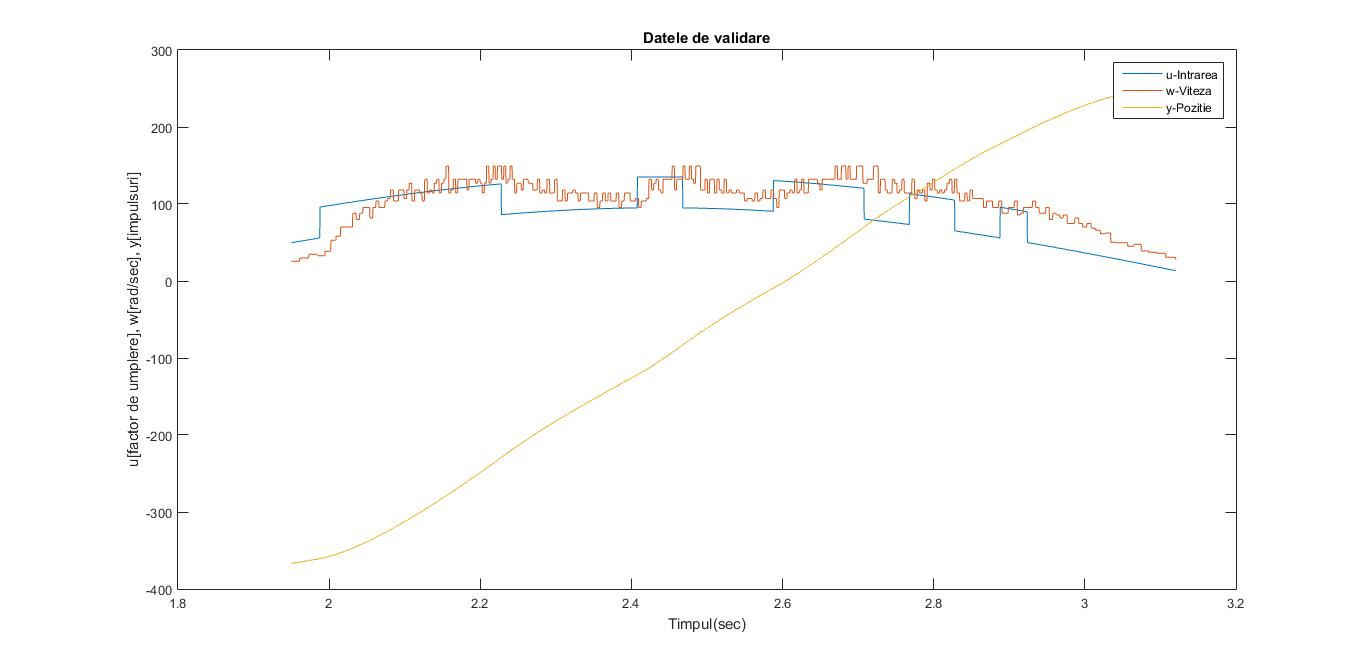 Datele de validare
u-Intrarea
w-Viteza
y-Pozitie
300
200
100
0
-100
-200
-300
-400
u[factor de umplere], w[rad/sec], y[impulsuri]
1.8
2
2.2
2.4
2.6
2.8
3
3.2
Timpul(sec)